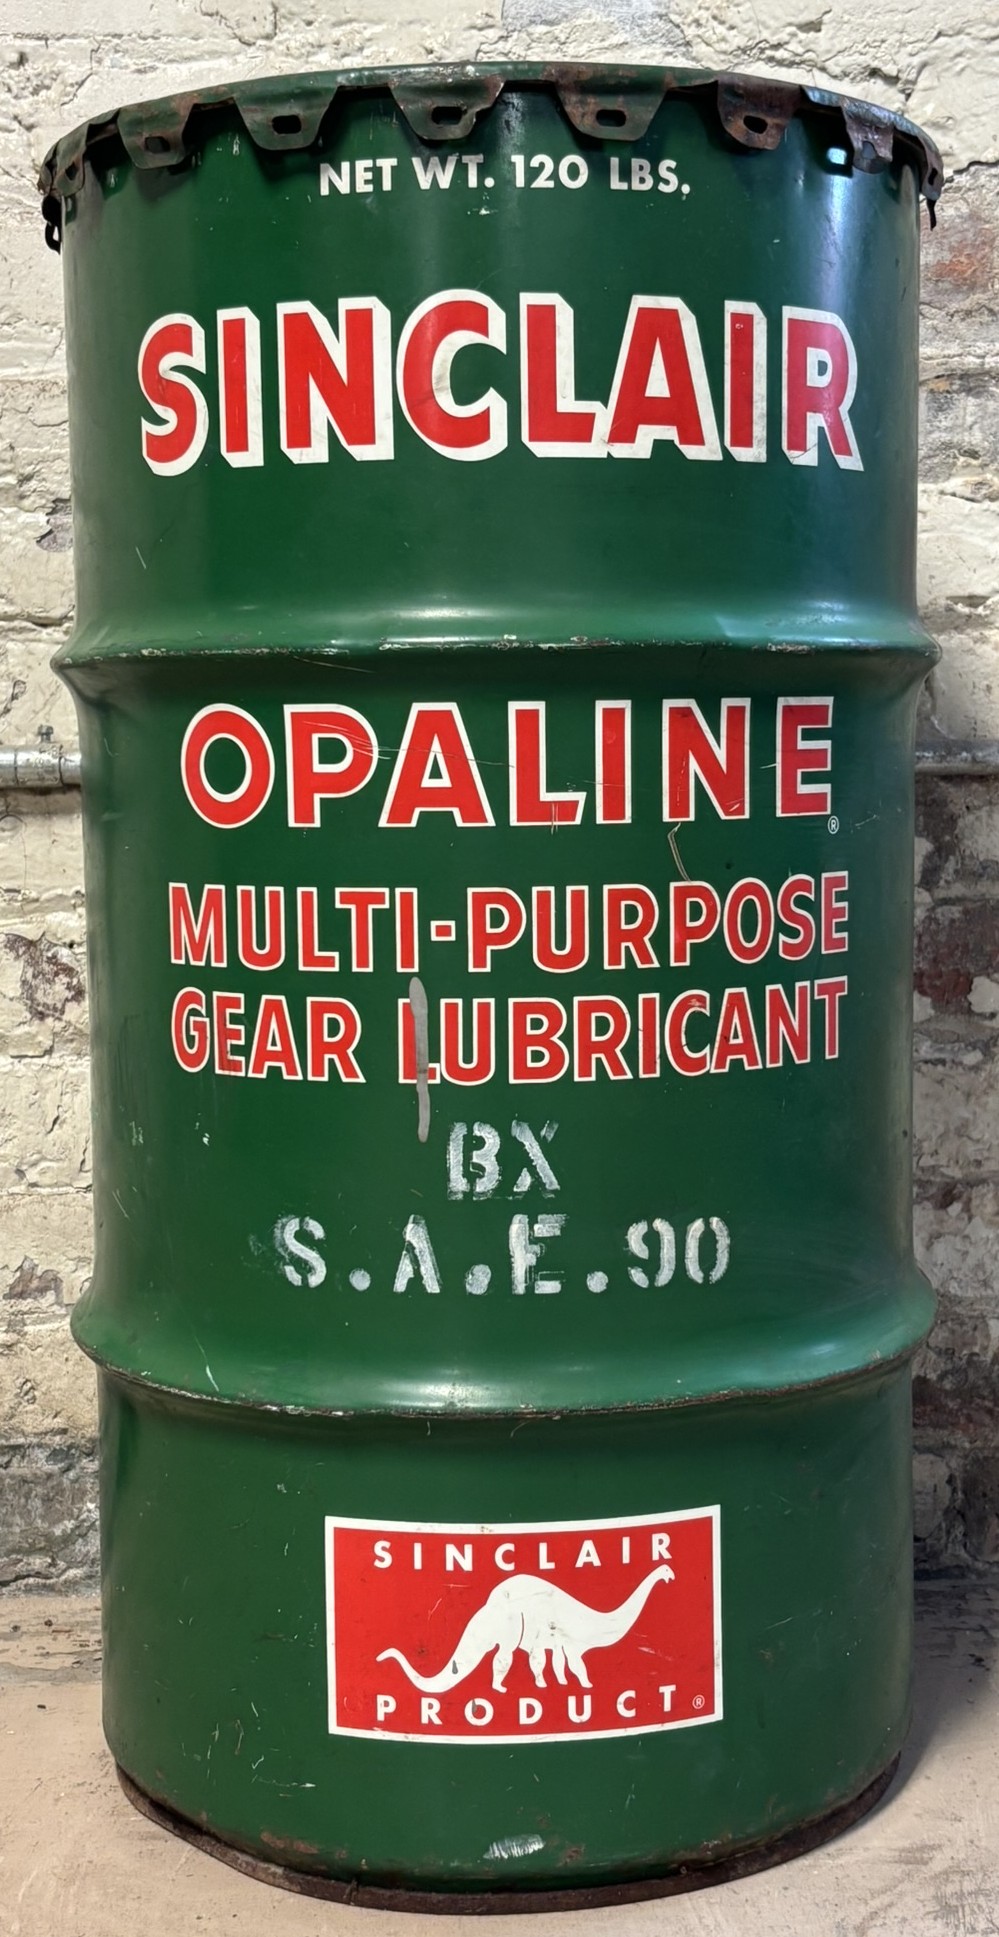 NET WT. 120 LBS.
SINCLAIR
OPALINE®
MULTI-PURPOSE
GEAR LUBRICANT
BX
S.A.E.90
SINCLAIR
PRODUCT®